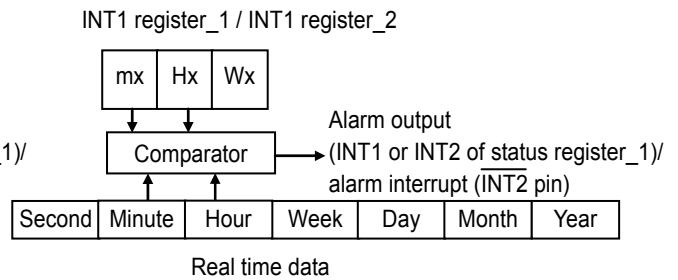 INT1 register_1 / INT1 register_2
mx Hx Wx
Alarm output
_1)/ Comparator (INT1 or INT2 of status register_1)/
alarm interrupt (INT2 pin)
Second Minute Hour Week Day Month Year
Real time data